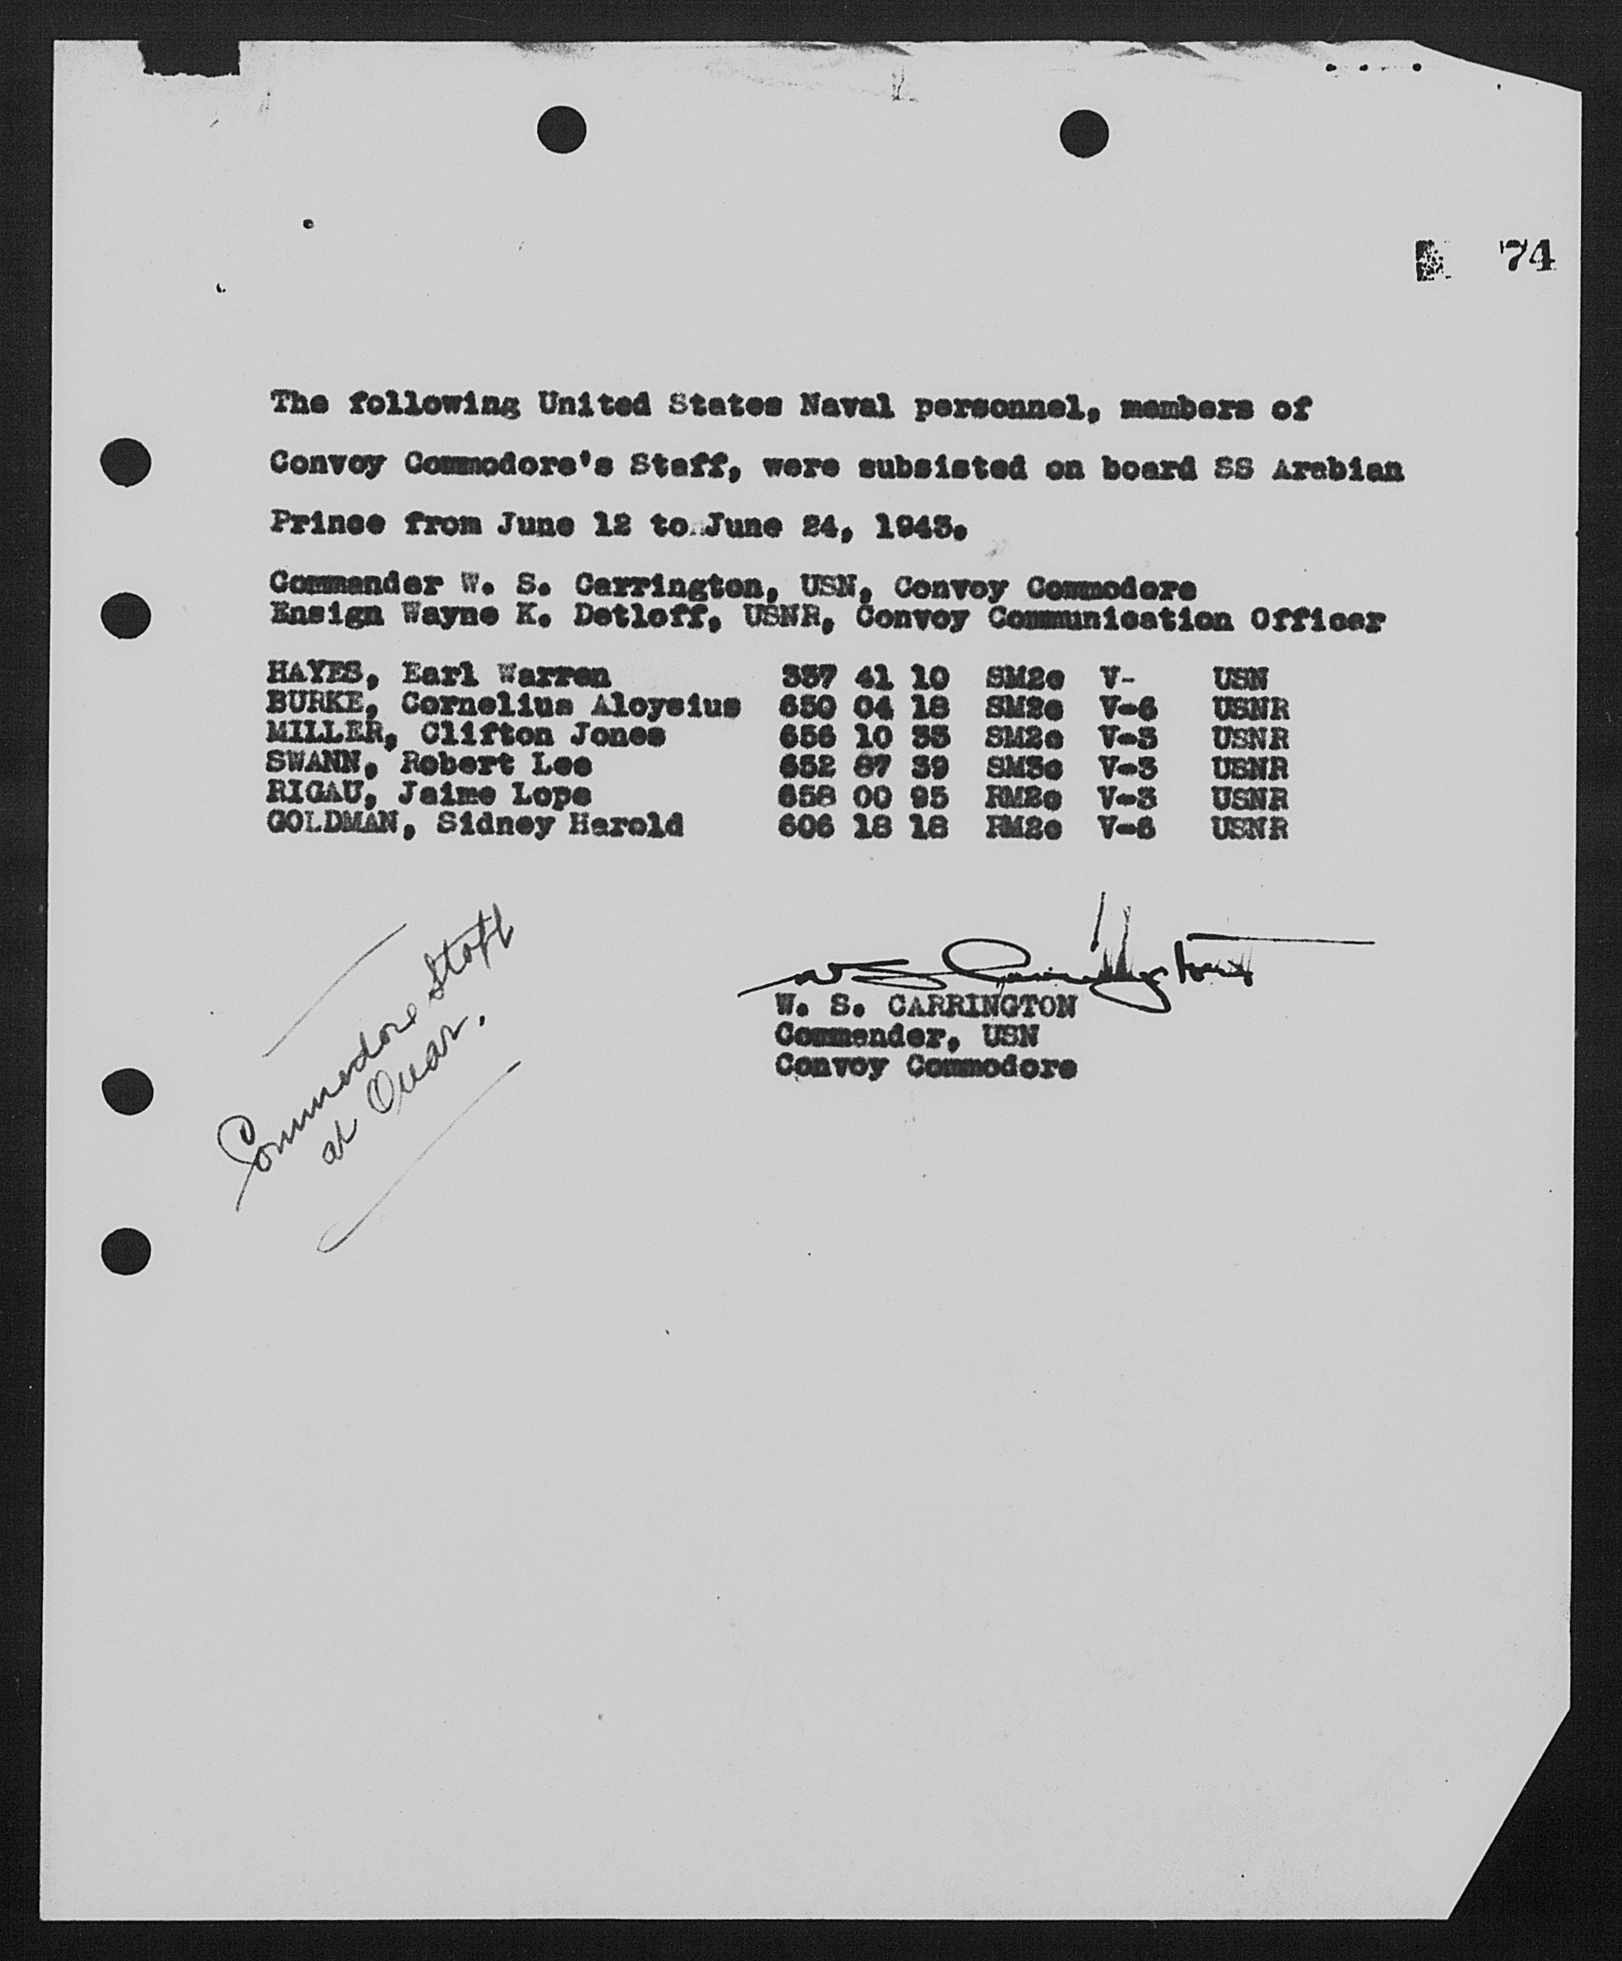 74
The following United States Naval personnel, members of
Convoy Commodore's Staff, were subsisted on board SS Arabian
Prince from June 12 to June 24, 1943.
Commander W. S. Carrington, USN, Convoy Commodore
Ensign Wayne K. Detloff, USNR, Convoy Communication Officer
HAYES, Earl Warren 337 41 10 SM2c V- USN
BURKE, Cornelius Aloysius 650 04 18 SM2c V-6 USNR
MILLER, Clifton Jones 656 10 33 SM2c V-3 USNR
SWANN, Robert Lee 652 87 39 SM3c V-3 USNR
RIGAU, Jaime Lope 658 00 95 RM2c V-3 USNR
GOLDMAN, Sidney Harold 606 18 18 RM2c V-6 USNR
W S Carrington
W. S. CARRINGTON
Commander, USN
Convoy Commodore
Commodore Staff
at Quar.